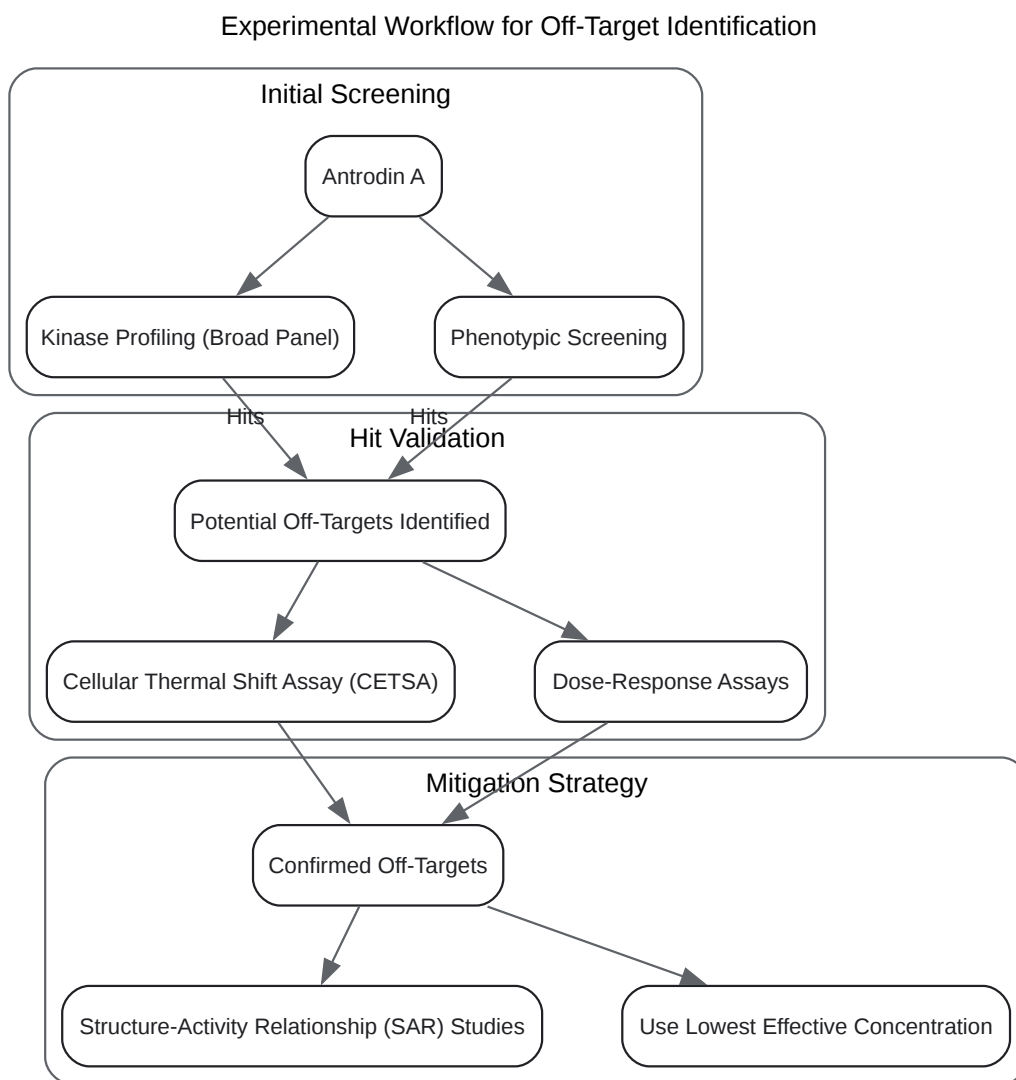 Experimental Workflow for Off-Target Identification
Initial Screening
Antrodin A
Kinase Profiling (Broad Panel)
Phenotypic Screening
Hits
Hits
Hit Validation
Potential Off-Targets Identified
Cellular Thermal Shift Assay (CETSA)
Dose-Response Assays
Mitigation Strategy
Confirmed Off-Targets
Structure-Activity Relationship (SAR) Studies
Use Lowest Effective Concentration